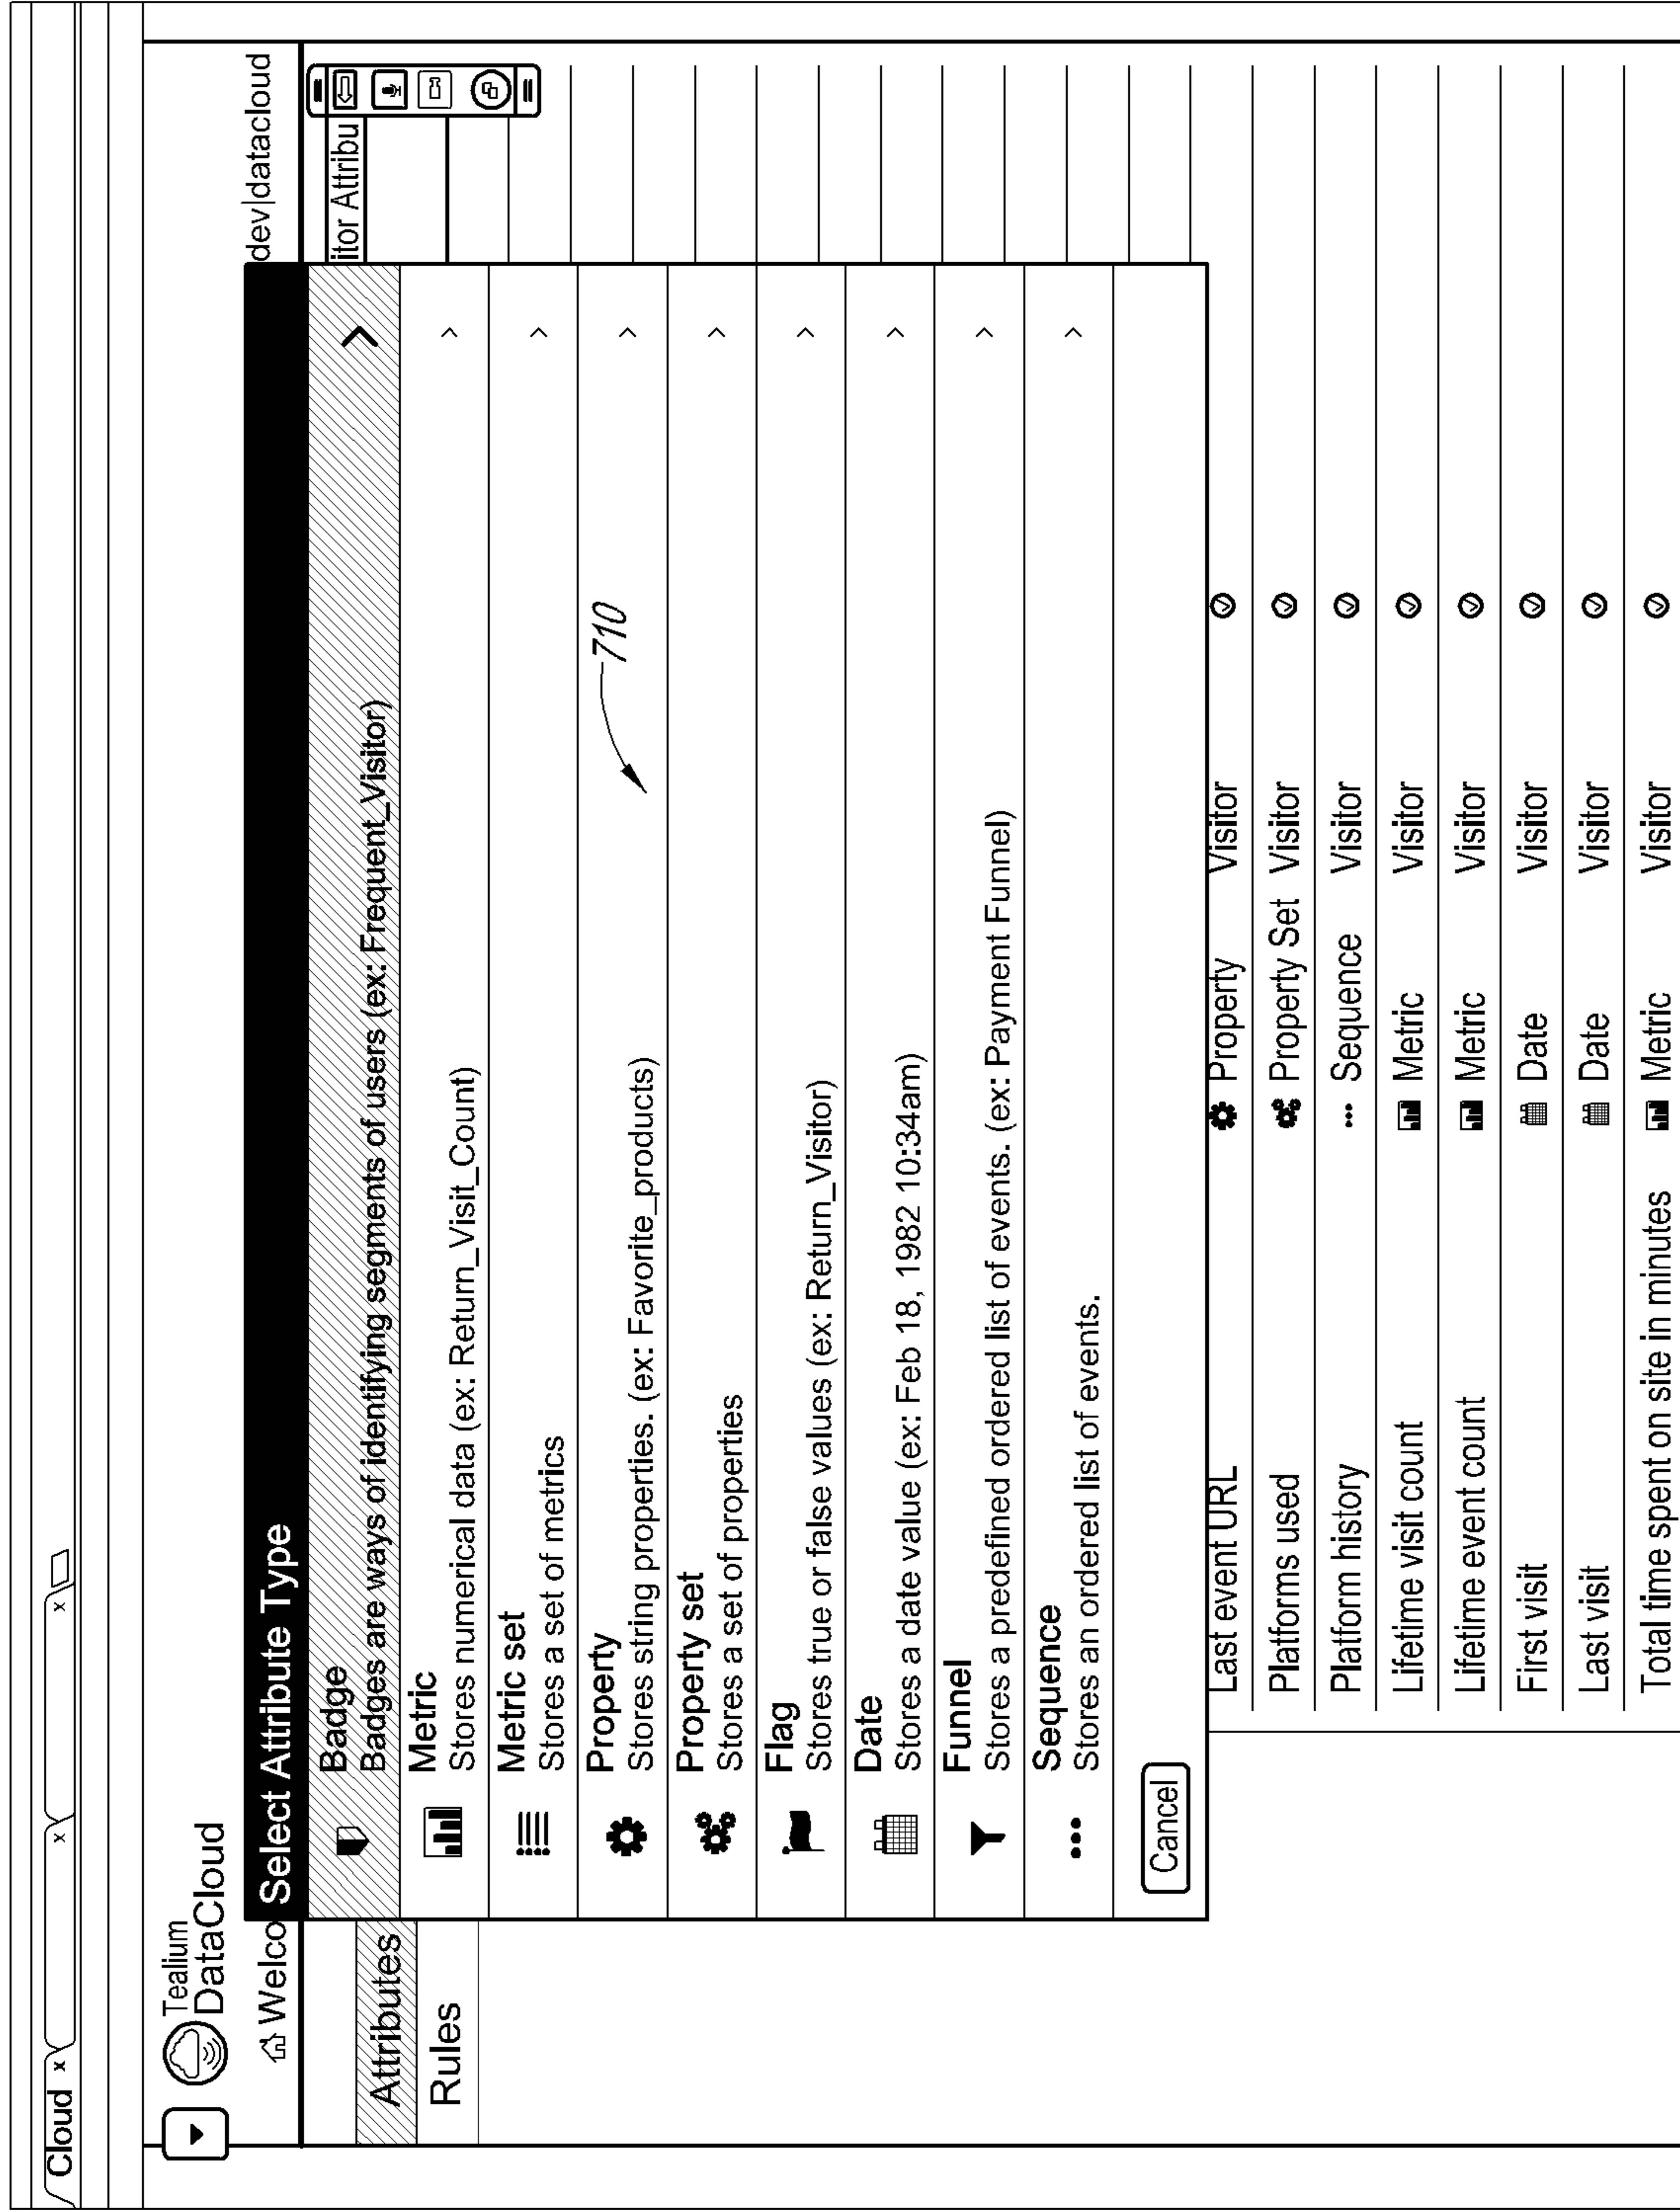 Cloud x
x
x
Tealium
DataCloud
Welco
dev|datacloud
itor Attribu
Attributes
Rules
Select Attribute Type
Badge
Badges are ways of identifying segments of users (ex: Frequent_Visitor)
Metric
Stores numerical data (ex: Return_Visit_Count)
Metric set
Stores a set of metrics
Property
Stores string properties. (ex: Favorite_products)
710
Property set
Stores a set of properties
Flag
Stores true or false values (ex: Return_Visitor)
Date
Stores a date value (ex: Feb 18, 1982 10:34am)
Funnel
Stores a predefined ordered list of events. (ex: Payment Funnel)
Sequence
Stores an ordered list of events.
Cancel
Last event URL Property Visitor
Platforms used Property Set Visitor
Platform history Sequence Visitor
Lifetime visit count Metric Visitor
Lifetime event count Metric Visitor
First visit Date Visitor
Last visit Date Visitor
Total time spent on site in minutes Metric Visitor